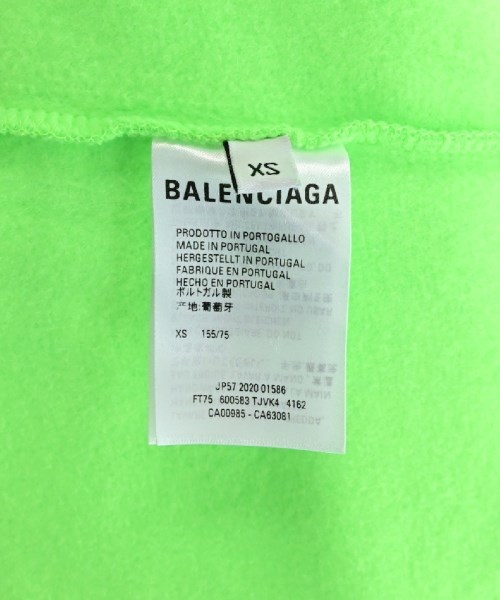 XS
BALENCIAGA
PRODOTTO IN PORTOGALLO
MADE IN PORTUGAL
HERGESTELLT IN PORTUGAL
FABRIQUE EN PORTUGAL
HECHO EN PORTUGAL
ポルトガル製
产地:葡萄牙
XS 155/75
JP57 2020 01586
FT75 600583 TJVK4 4162
CA00985 - CA63081